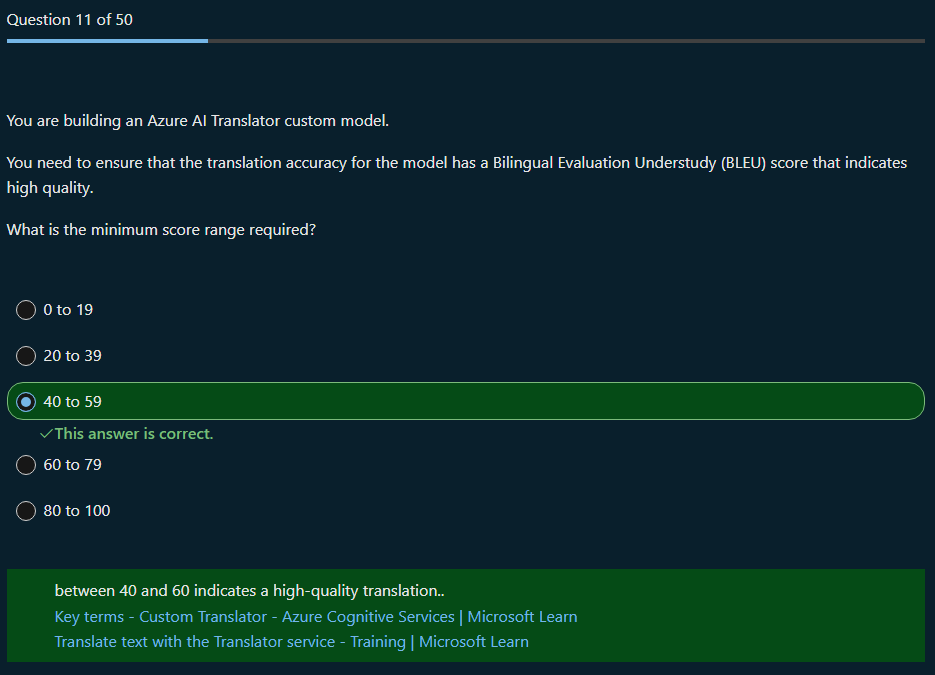 Question 11 of 50
You are building an Azure AI Translator custom model.
You need to ensure that the translation accuracy for the model has a Bilingual Evaluation Understudy (BLEU) score that indicates
high quality.
What is the minimum score range required?
0 to 19
20 to 39
40 to 59
✓This answer is correct.
60 to 79
80 to 100
between 40 and 60 indicates a high-quality translation..
Key terms - Custom Translator - Azure Cognitive Services | Microsoft Learn
Translate text with the Translator service - Training | Microsoft Learn